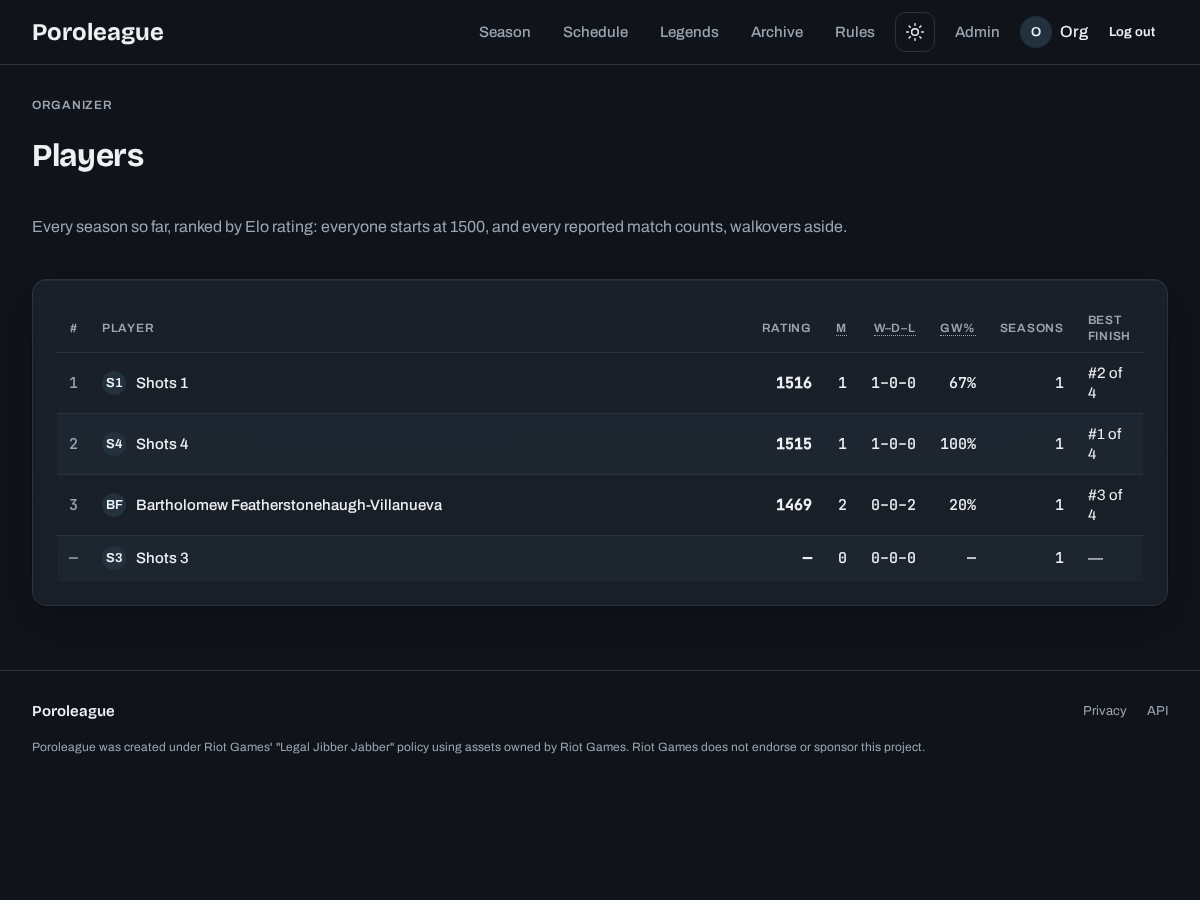 Poroleague
Season Schedule Legends Archive Rules Admin O Org Log out
ORGANIZER
Players
Every season so far, ranked by Elo rating: everyone starts at 1500, and every reported match counts, walkovers aside.
# PLAYER RATING M W–D–L GW% SEASONS BEST FINISH
1 S1 Shots 1 1516 1 1–0–0 67% 1 #2 of 4
2 S4 Shots 4 1515 1 1–0–0 100% 1 #1 of 4
3 BF Bartholomew Featherstonehaugh-Villanueva 1469 2 0–0–2 20% 1 #3 of 4
— S3 Shots 3 — 0 0–0–0 — 1 —
Poroleague
Privacy API
Poroleague was created under Riot Games' "Legal Jibber Jabber" policy using assets owned by Riot Games. Riot Games does not endorse or sponsor this project.